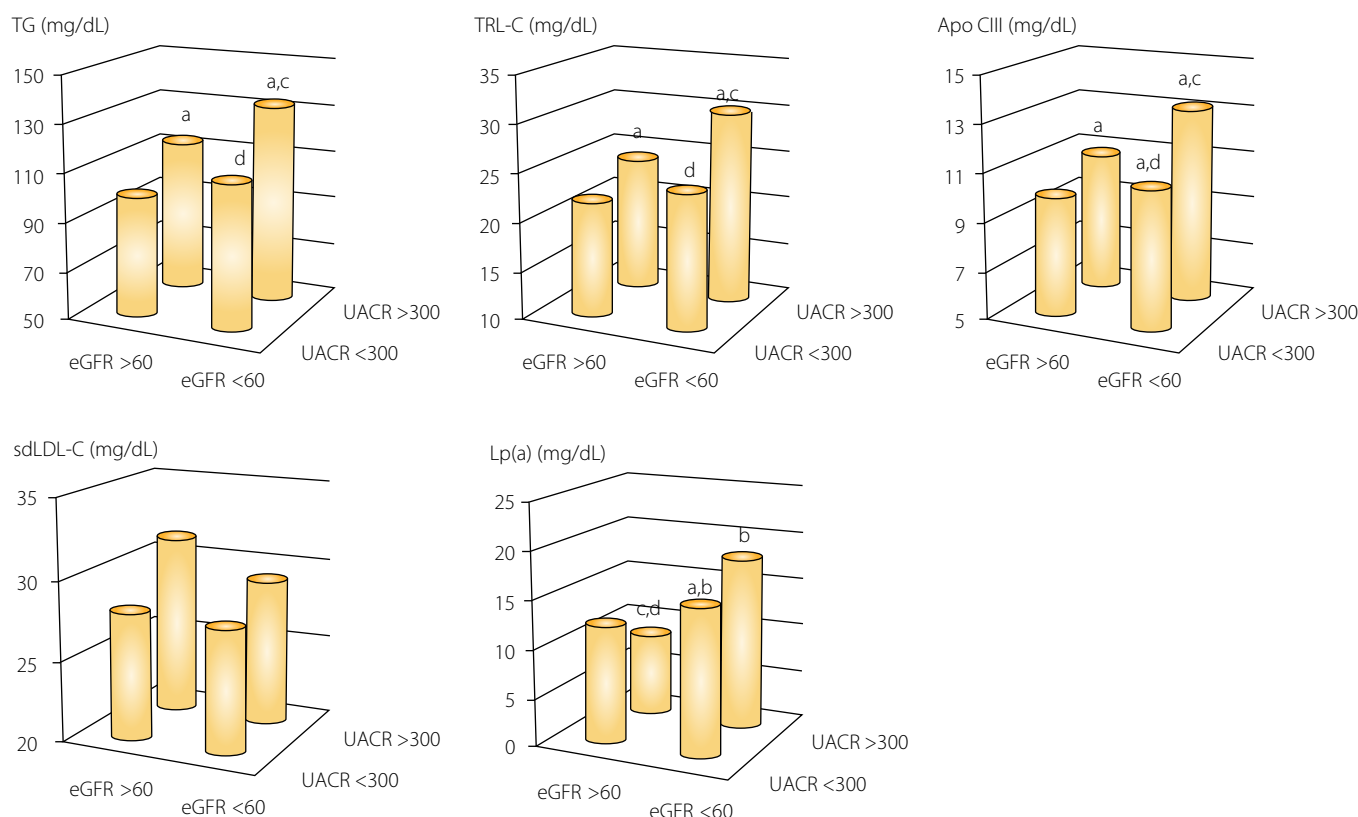 TG (mg/dL)
150
130
110
90
70
50
a
d
a,c
eGFR >60
eGFR <60
UACR >300
UACR <300
TRL-C (mg/dL)
35
30
25
20
15
10
a
d
a,c
eGFR >60
eGFR <60
UACR >300
UACR <300
Apo CIII (mg/dL)
15
13
11
9
7
5
a
a,d
a,c
eGFR >60
eGFR <60
UACR >300
UACR <300
sdLDL-C (mg/dL)
35
30
25
20
eGFR >60
eGFR <60
UACR >300
UACR <300
Lp(a) (mg/dL)
25
20
15
10
5
0
c,d
a,b
b
eGFR >60
eGFR <60
UACR >300
UACR <300